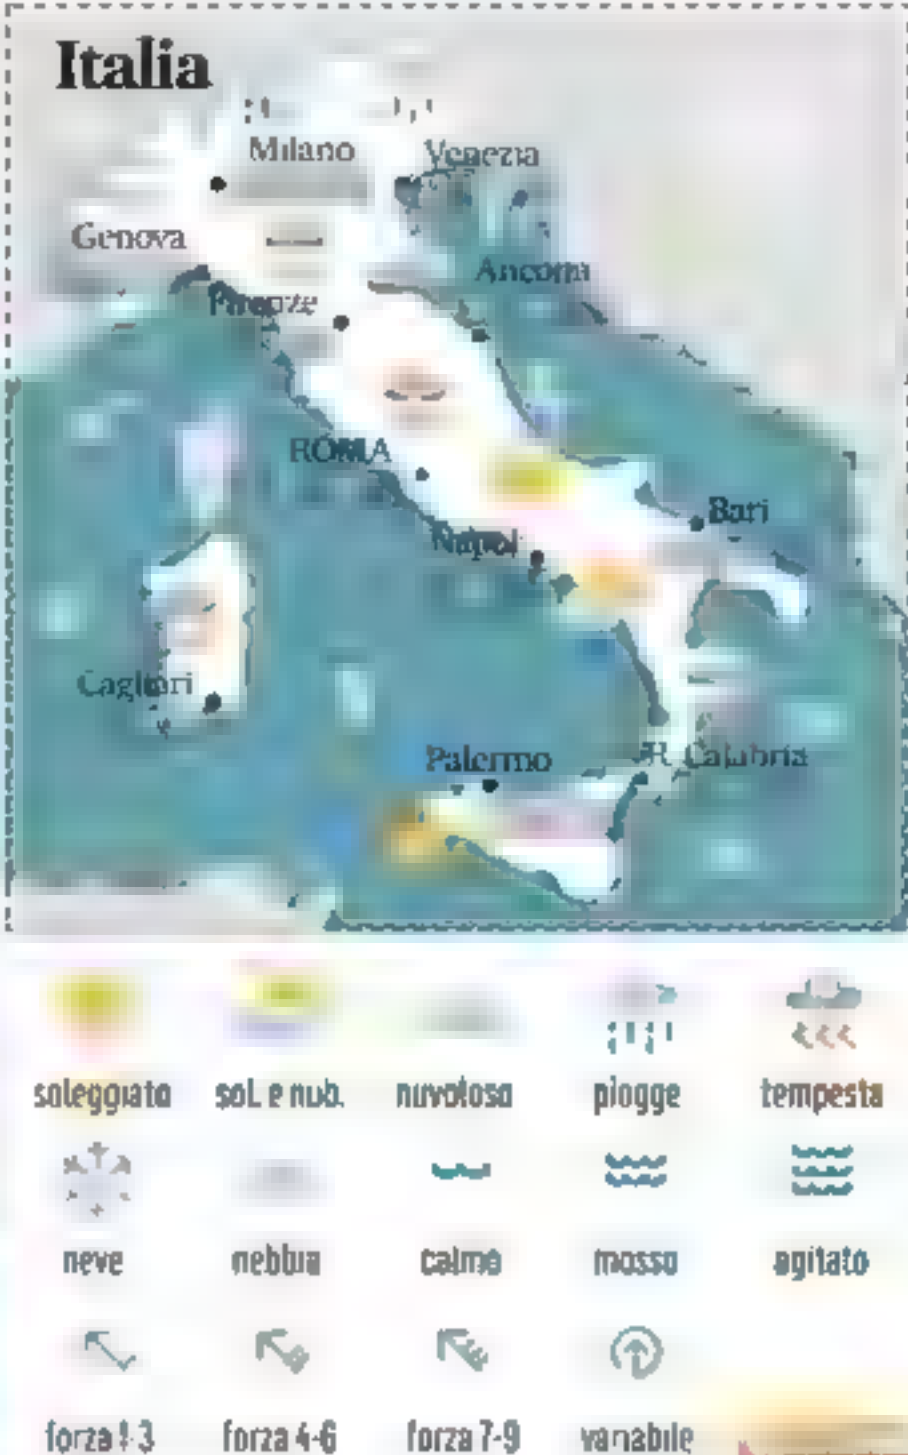 Italia
Milano
Venezia
Genova
Ancona
Firenze
ROMA
Bari
Napoli
Cagliari
Palermo
R. Calabria
soleggiato sol. e nub. nuvoloso piogge tempesta
neve nebbia calmo mosso agitato
forza 1-3 forza 4-6 forza 7-9 variabile